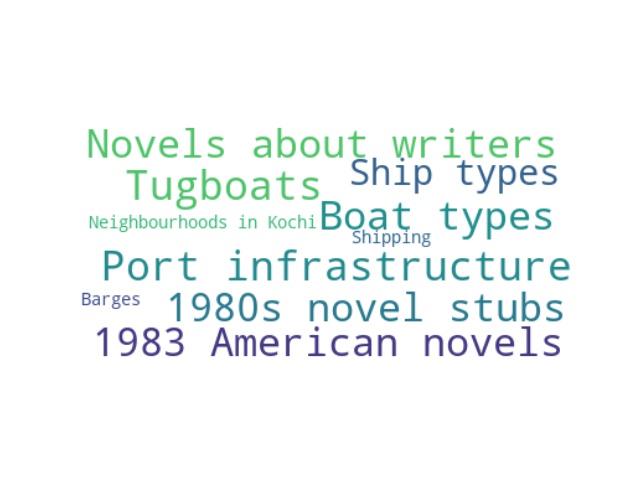 Novels about writers
Ship types
Tugboats
Boat types
Neighbourhoods in Kochi
Shipping
Port infrastructure
Barges
1980s novel stubs
1983 American novels